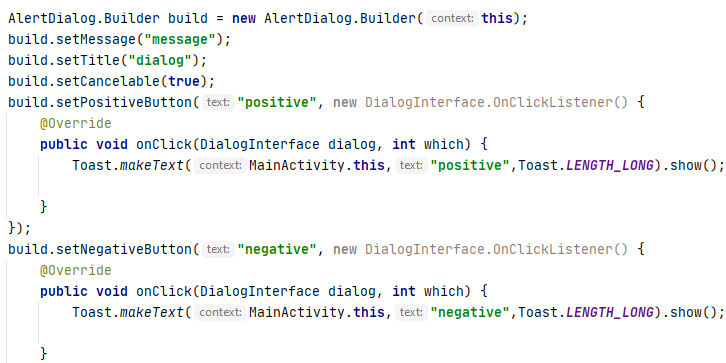 AlertDialog.Builder build = new AlertDialog.Builder( context: this);
build.setMessage("message");
build.setTitle("dialog");
build.setCancelable(true);
build.setPositiveButton( text: "positive", new DialogInterface.OnClickListener() {
@Override
public void onClick(DialogInterface dialog, int which) {
Toast.makeText( context: MainActivity.this, text: "positive",Toast.LENGTH_LONG).show();
}
});
build.setNegativeButton( text: "negative", new DialogInterface.OnClickListener() {
@Override
public void onClick(DialogInterface dialog, int which) {
Toast.makeText( context: MainActivity.this, text: "negative",Toast.LENGTH_LONG).show();
}